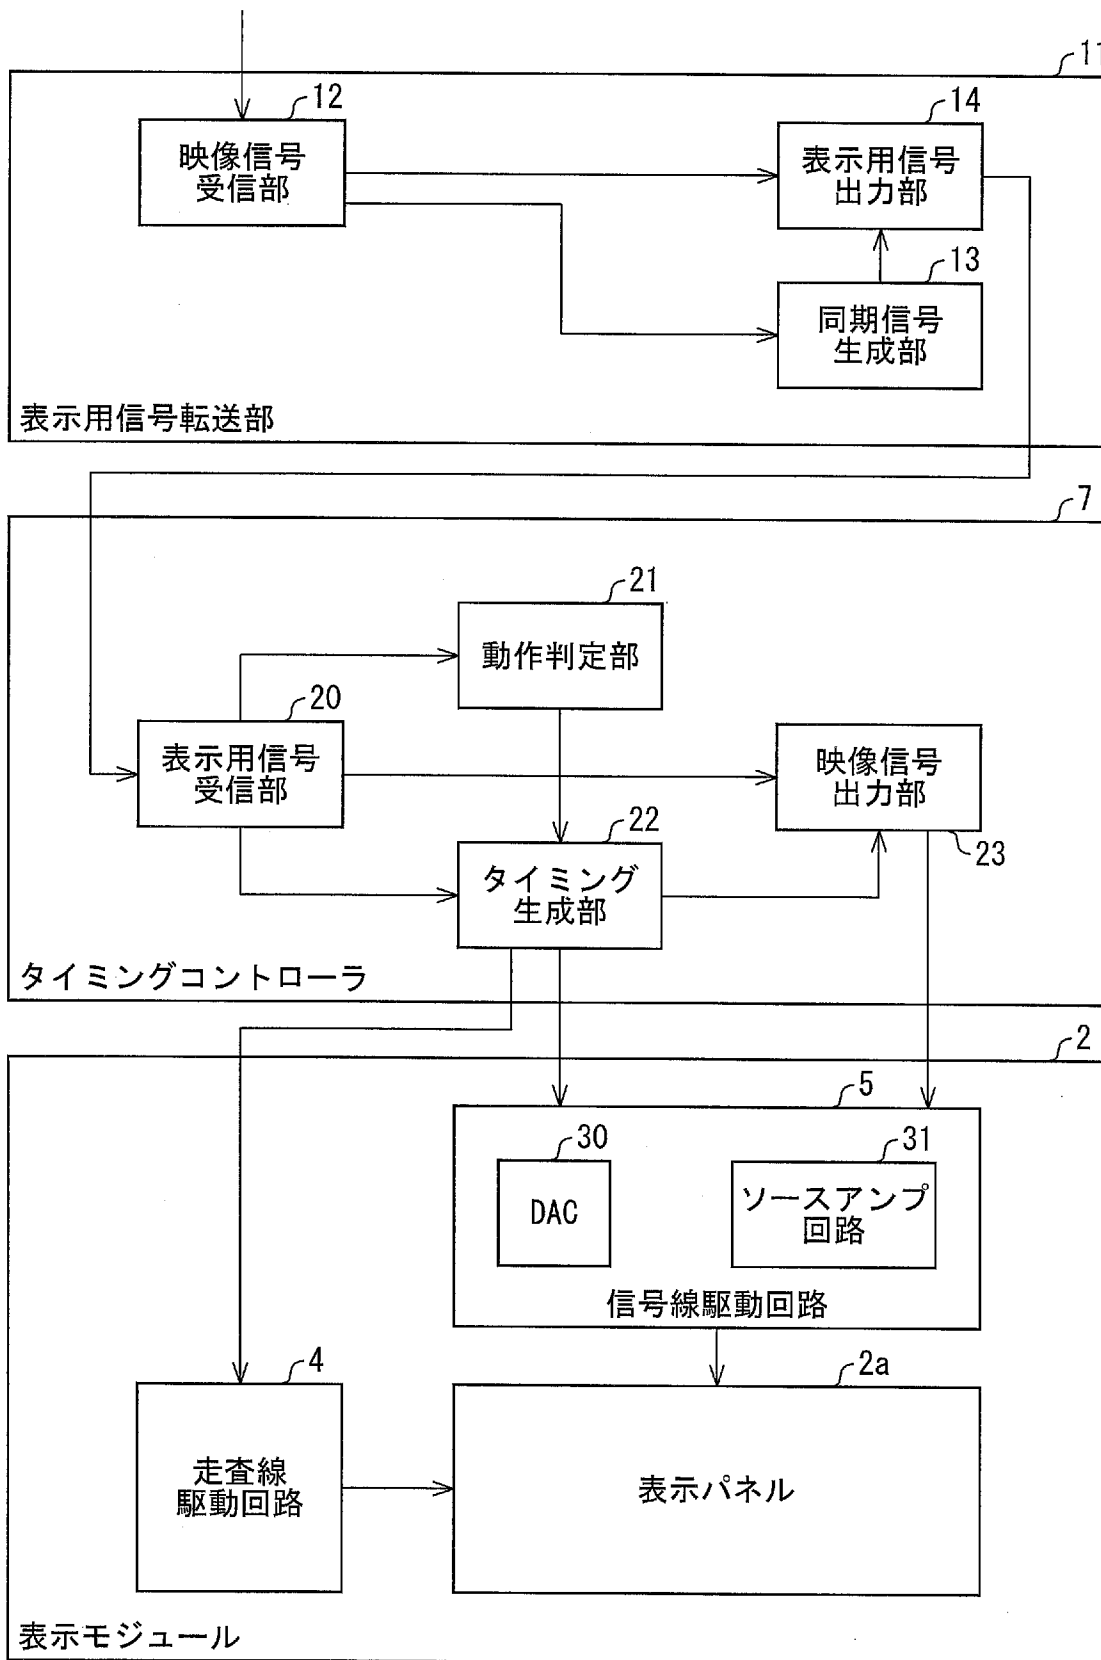 11
12
映像信号
受信部
14
表示用信号
出力部
13
同期信号
生成部
表示用信号転送部
7
21
動作判定部
20
表示用信号
受信部
映像信号
出力部
23
22
タイミング
生成部
タイミングコントローラ
2
5
30
DAC
31
ソースアンプ
回路
信号線駆動回路
4
走査線
駆動回路
2a
表示パネル
表示モジュール